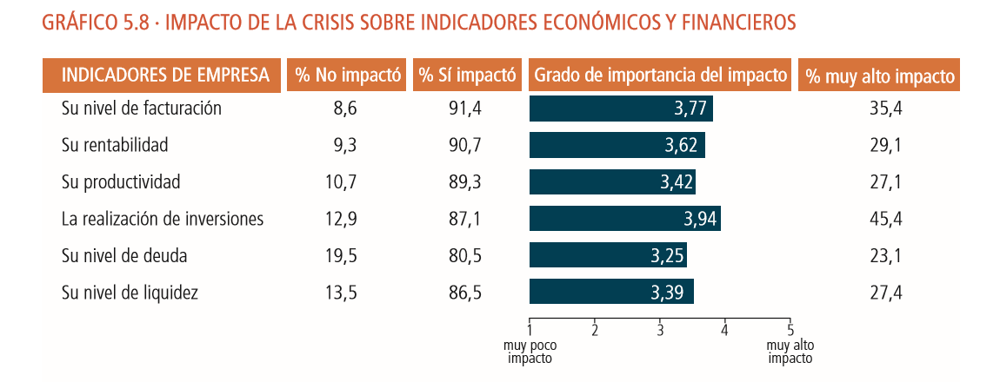 GRÁFICO 5.8 · IMPACTO DE LA CRISIS SOBRE INDICADORES ECONÓMICOS Y FINANCIEROS
INDICADORES DE EMPRESA % No impactó % Sí impactó Grado de importancia del impacto % muy alto impacto
Su nivel de facturación 8,6 91,4 3,77 35,4
Su rentabilidad 9,3 90,7 3,62 29,1
Su productividad 10,7 89,3 3,42 27,1
La realización de inversiones 12,9 87,1 3,94 45,4
Su nivel de deuda 19,5 80,5 3,25 23,1
Su nivel de liquidez 13,5 86,5 3,39 27,4
1 2 3 4 5
muy poco muy alto
impacto impacto